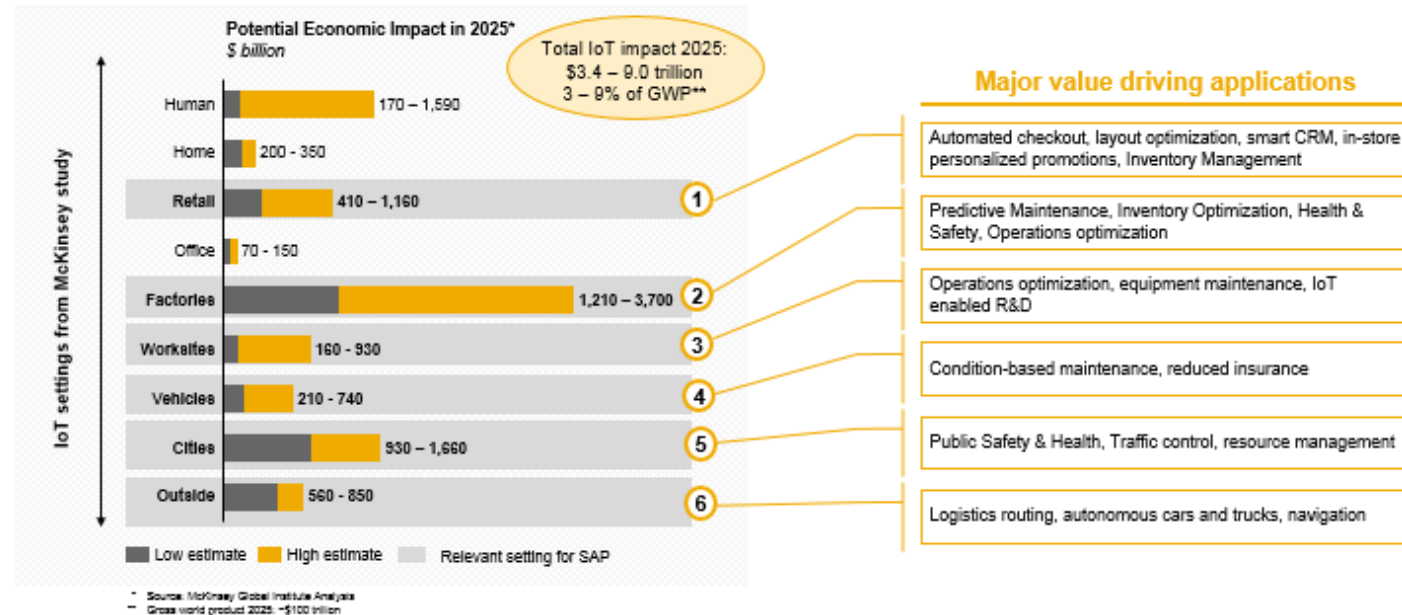 Potential Economic Impact in 2025*
$ billion
Total IoT impact 2025:
$3.4 – 9.0 trillion
3 – 9% of GWP**
IoT settings from McKinsey study
Human 170 – 1,590
Home 200 - 350
Retail 410 – 1,160 1
Office 70 - 150
Factories 1,210 – 3,700 2
Worksites 160 - 930 3
Vehicles 210 - 740 4
Cities 930 – 1,660 5
Outside 560 - 850 6
Low estimate High estimate Relevant setting for SAP
* Source: McKinsey Global Institute Analysis
** Gross world product 2025: ~$100 trillion
Major value driving applications
Automated checkout, layout optimization, smart CRM, in-store
personalized promotions, Inventory Management
Predictive Maintenance, Inventory Optimization, Health &
Safety, Operations optimization
Operations optimization, equipment maintenance, IoT
enabled R&D
Condition-based maintenance, reduced insurance
Public Safety & Health, Traffic control, resource management
Logistics routing, autonomous cars and trucks, navigation